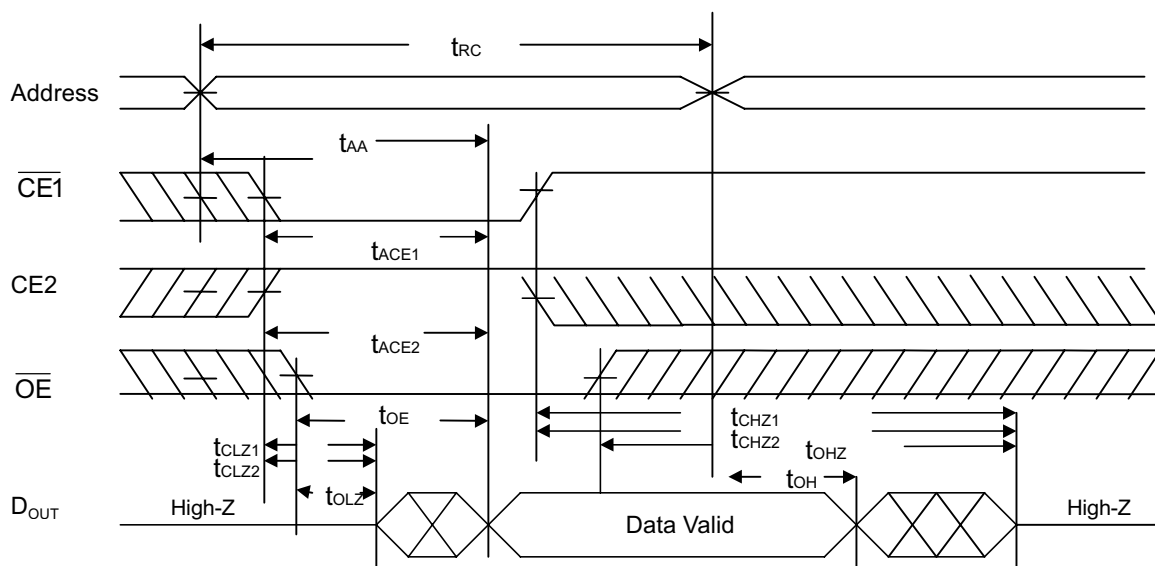 tRC
Address
tAA
CE1
tACE1
CE2
tACE2
OE
tOE
tCHZ1
tCLZ1
tCHZ2
tCLZ2
tOHZ
tOLZ
tOH
DOUT
High-Z
Data Valid
High-Z